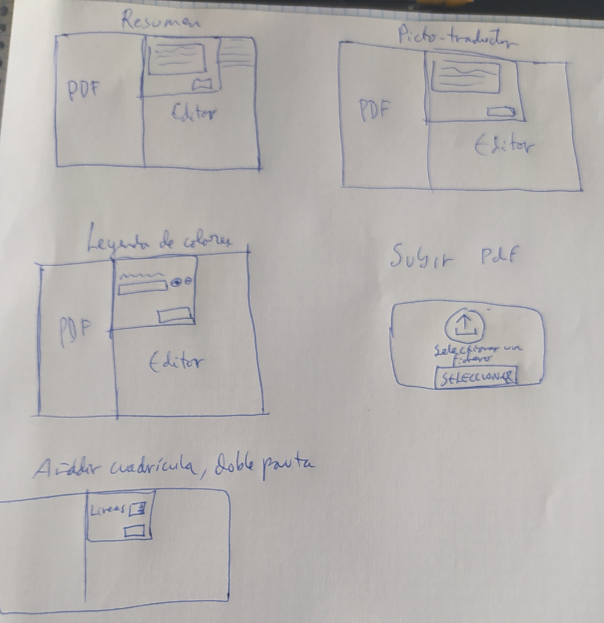 Resumen
PDF
Editor
Picto-traductor
PDF
Editor
Leyenda de colores
PDF
Editor
Subir PDF
Seleccionar un
fichero
SELECCIONAR
Añadir cuadrícula, doble pauta
Líneas